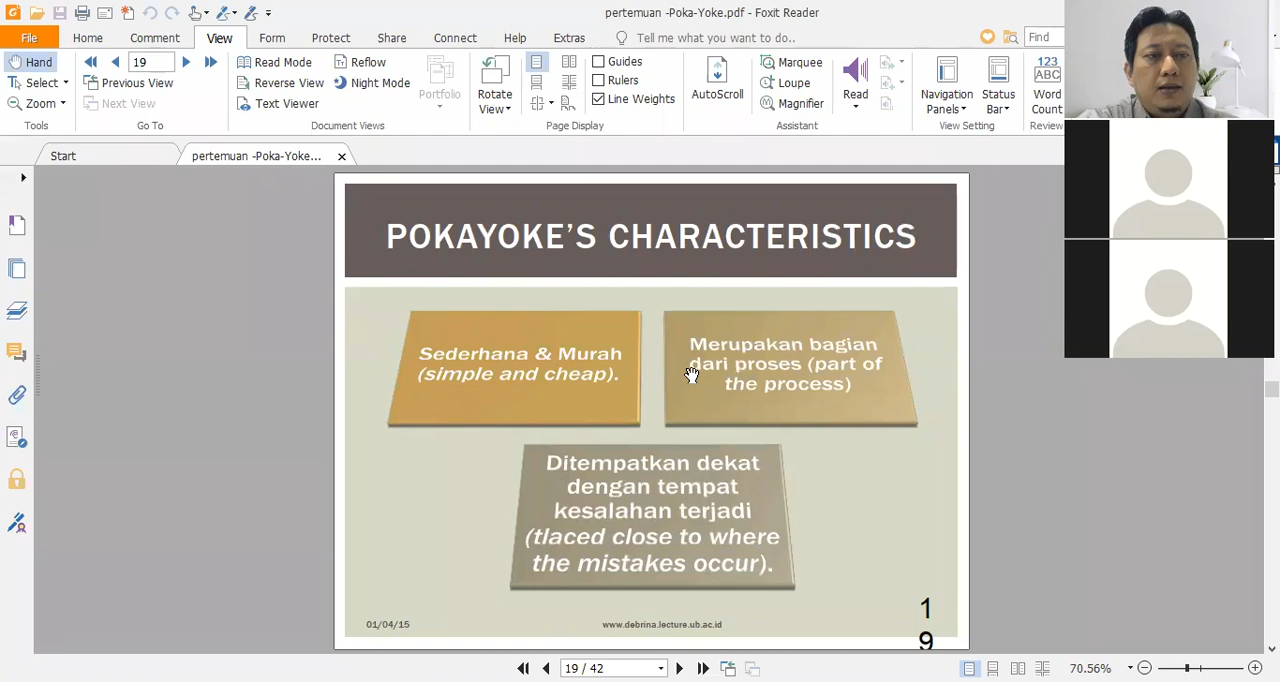 pertemuan -Poka-Yoke.pdf - Foxit Reader
File Home Comment View Form Protect Share Connect Help Extras Tell me what you want to do.. Find
Hand 19 Read Mode Reflow Guides Marquee 123
Select Previous View Reverse View Night Mode Portfolio Rotate View Rulers AutoScroll Loupe Read Navigation Panels Status Bar ABC Word Count
Zoom Next View Text Viewer Line Weights Magnifier
Tools Go To Document Views Page Display Assistant View Setting Review
Start pertemuan -Poka-Yoke...
POKAYOKE'S CHARACTERISTICS
Sederhana & Murah
(simple and cheap).
Merupakan bagian
dari proses (part of
the process)
Ditempatkan dekat
dengan tempat
kesalahan terjadi
(tlaced close to where
the mistakes occur).
01/04/15 www.debrina.lecture.ub.ac.id
1
9
19 / 42 70.56%